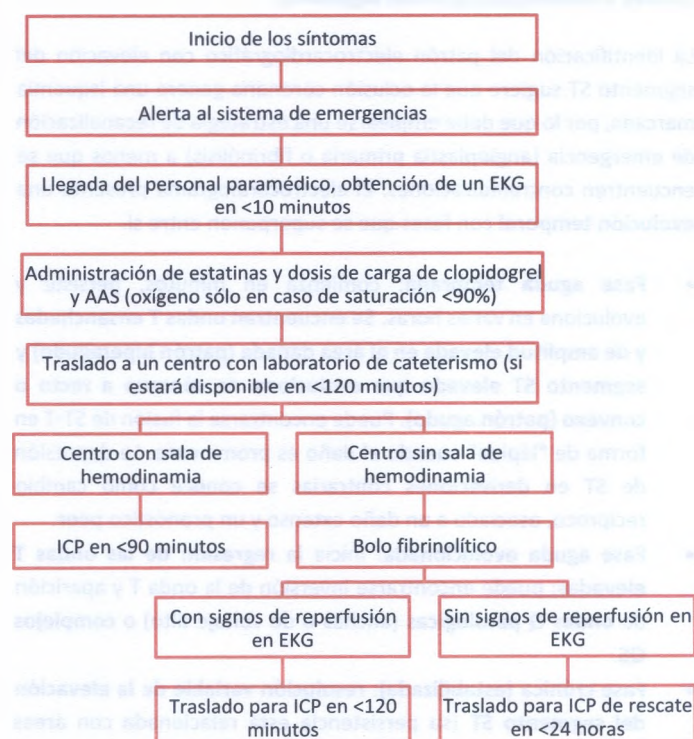 Inicio de los síntomas
Alerta al sistema de emergencias
Llegada del personal paramédico, obtención de un EKG
<10 minutos
Administración de estatinas y dosis de carga de clopidogrel
y AAS (oxígeno sólo en caso de saturación <90%)
Traslado a un centro con laboratorio de cateterismo (si
estará disponible en <120 minutos)
Centro con sala de
hemodinamia
Centro sin sala de
hemodinamia
ICP en <90 minutos
Bolo fibrinolítico
Con signos de reperfusión
en EKG
Sin signos de reperfusión en
EKG
Traslado para ICP en <120
minutos
Traslado para ICP de rescate
en <24 horas